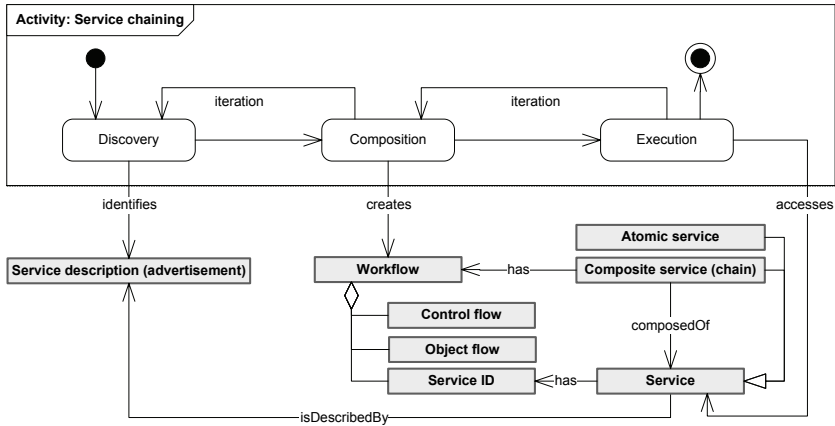 Activity: Service chaining
iteration
iteration
Discovery
Composition
Execution
identifies
creates
accesses
Atomic service
Service description (advertisement)
Workflow
has
Composite service (chain)
Control flow
composedOf
Object flow
Service ID
has
Service
isDescribedBy